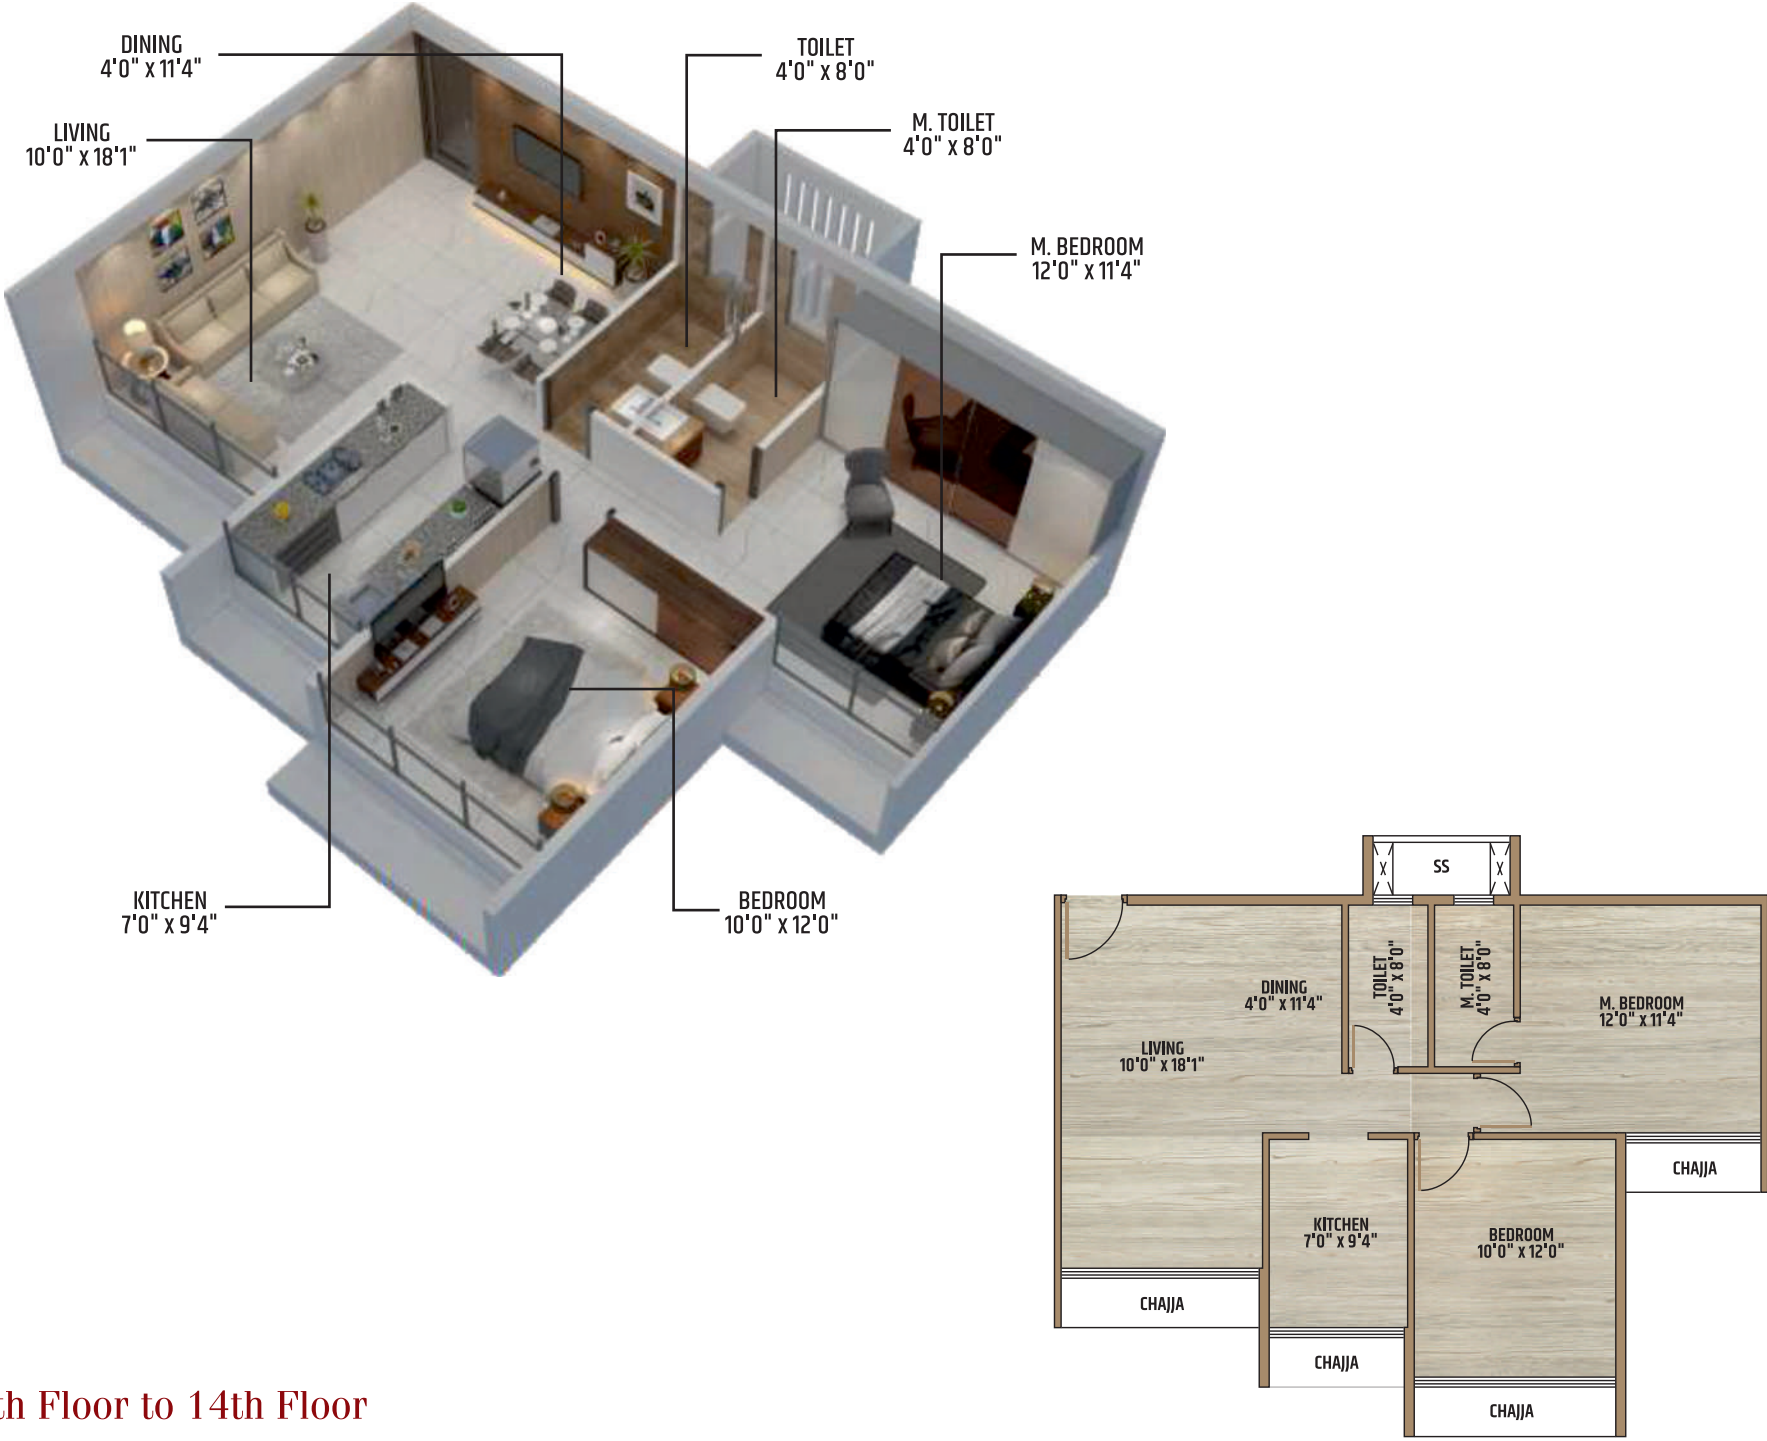 DINING
4'0" x 11'4"
TOILET
4'0" x 8'0"
LIVING
10'0" x 18'1"
M. TOILET
4'0" x 8'0"
M. BEDROOM
12'0" x 11'4"
KITCHEN
7'0" x 9'4"
BEDROOM
10'0" x 12'0"
SS
X
X
DINING
4'0" x 11'4"
TOILET
4'0" x 8'0"
M. TOILET
4'0" x 8'0"
M. BEDROOM
12'0" x 11'4"
LIVING
10'0" x 18'1"
CHAJJA
KITCHEN
7'0" x 9'4"
BEDROOM
10'0" x 12'0"
CHAJJA
CHAJJA
CHAJJA
th Floor to 14th Floor